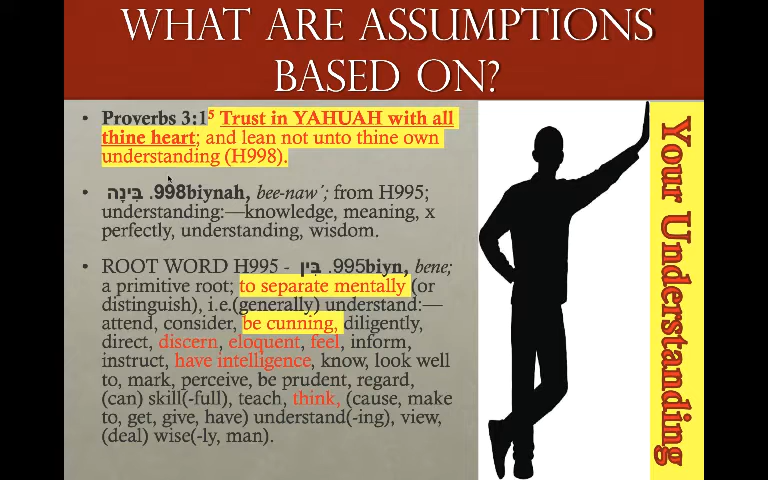 WHAT ARE ASSUMPTIONS
BASED ON?
• Proverbs 3:1⁵ Trust in YAHUAH with all
thine heart; and lean not unto thine own
understanding (H998).
• בִּינָה .998biynah, bee-naw´; from H995;
understanding:—knowledge, meaning, x
perfectly, understanding, wisdom.
• ROOT WORD H995 - בִּין .995biyn, bene;
a primitive root; to separate mentally (or
distinguish), i.e.(generally) understand:—
attend, consider, be cunning, diligently,
direct, discern, eloquent, feel, inform,
instruct, have intelligence, know, look well
to, mark, perceive, be prudent, regard,
(can) skill(-full), teach, think, (cause, make
to, get, give, have) understand(-ing), view,
(deal) wise(-ly, man).
Your Understanding